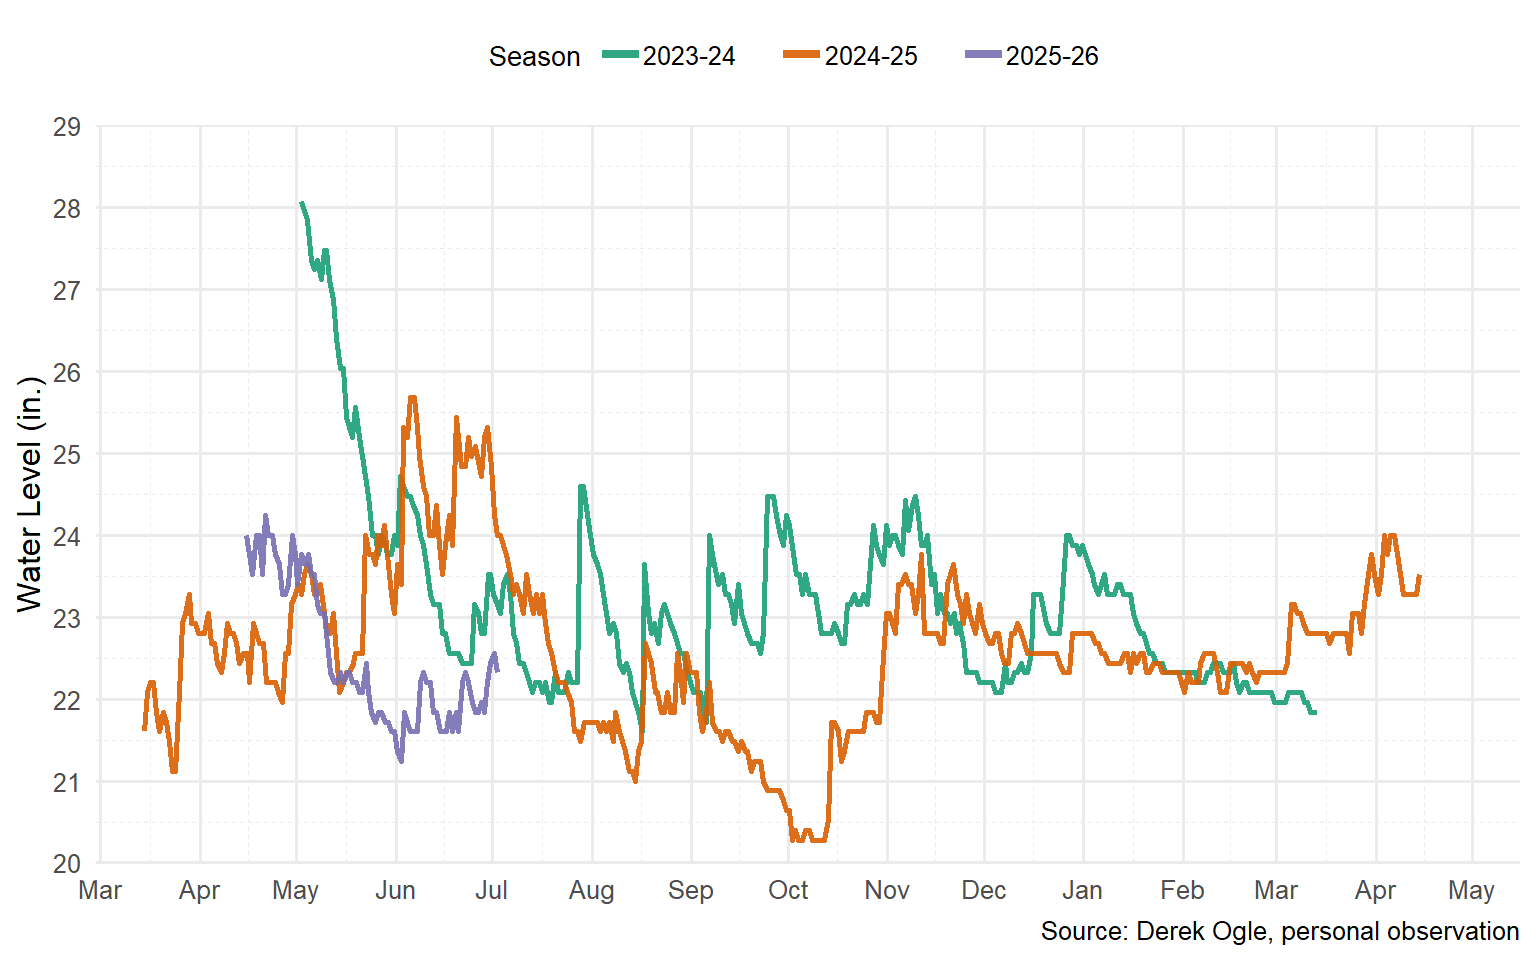 Season 2023-24 2024-25 2025-26
Water Level (in.)
29
28
27
26
25
24
23
22
21
20
Mar Apr May Jun Jul Aug Sep Oct Nov Dec Jan Feb Mar Apr May
Source: Derek Ogle, personal observation